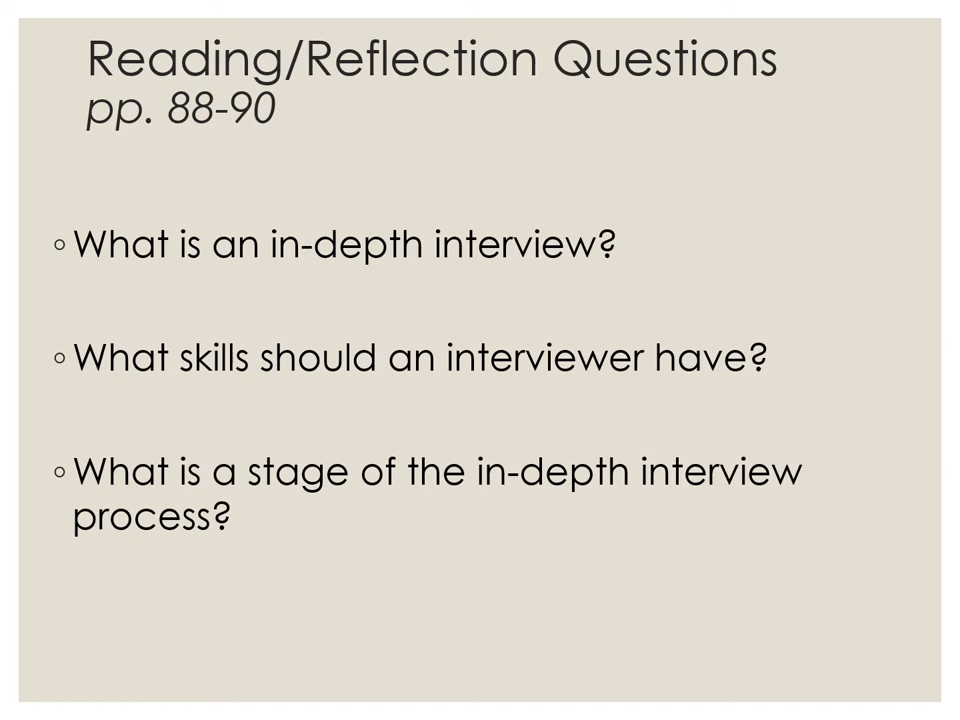 Reading/Reflection Questions
pp. 88-90
◦What is an in-depth interview?
◦What skills should an interviewer have?
◦What is a stage of the in-depth interview
process?